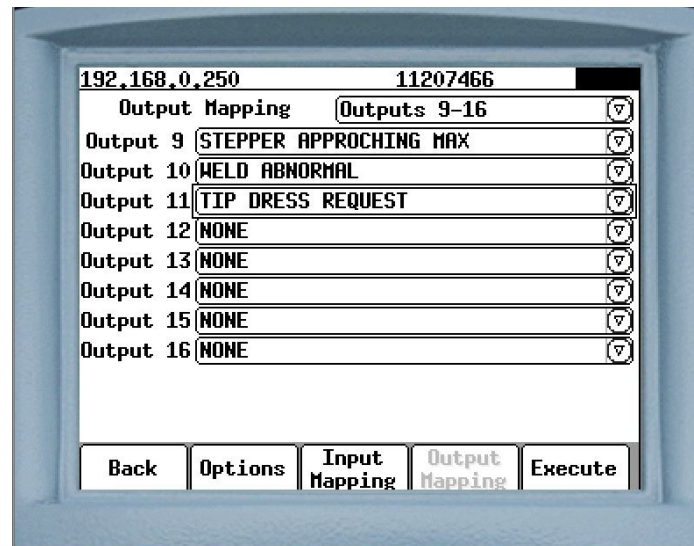 192.168.0.250 11207466
Output Mapping Outputs 9-16
Output 9 STEPPER APPROCHING MAX
Output 10 WELD ABNORMAL
Output 11 TIP DRESS REQUEST
Output 12 NONE
Output 13 NONE
Output 14 NONE
Output 15 NONE
Output 16 NONE
Back Options Input Mapping Output Mapping Execute